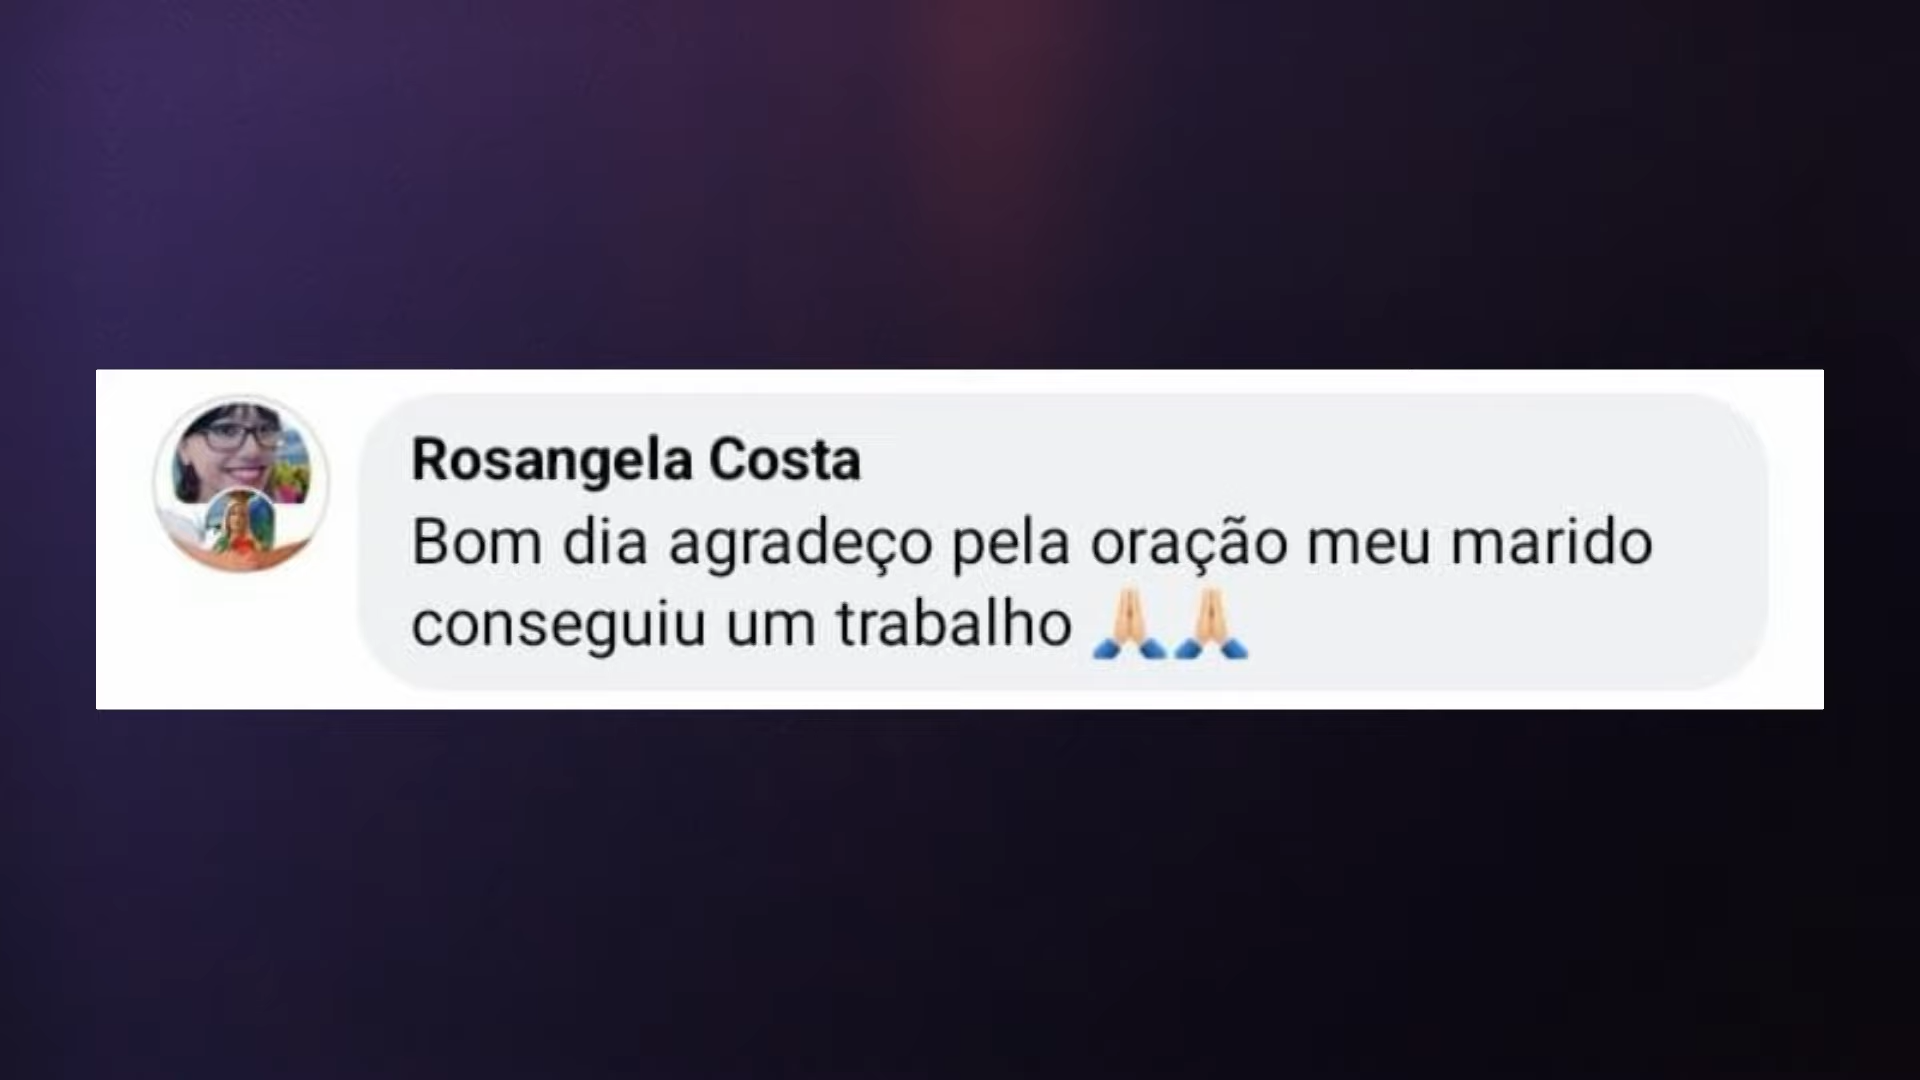 Rosangela Costa
Bom dia agradeço pela oração meu marido
conseguiu um trabalho 🙏🏻🙏🏻